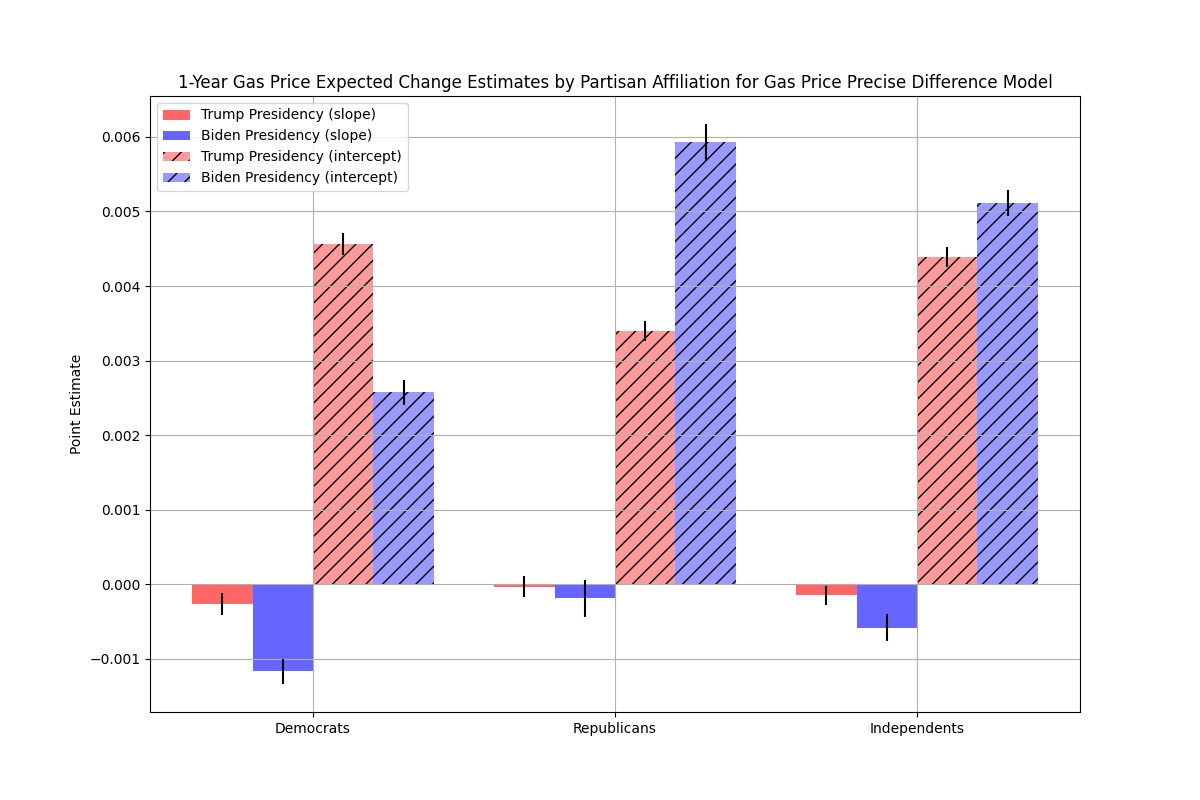 1-Year Gas Price Expected Change Estimates by Partisan Affiliation for Gas Price Precise Difference Model
Trump Presidency (slope)
Biden Presidency (slope)
Trump Presidency (intercept)
Biden Presidency (intercept)
0.006
0.005
0.004
0.003
0.002
0.001
0.000
−0.001
Point Estimate
Democrats
Republicans
Independents